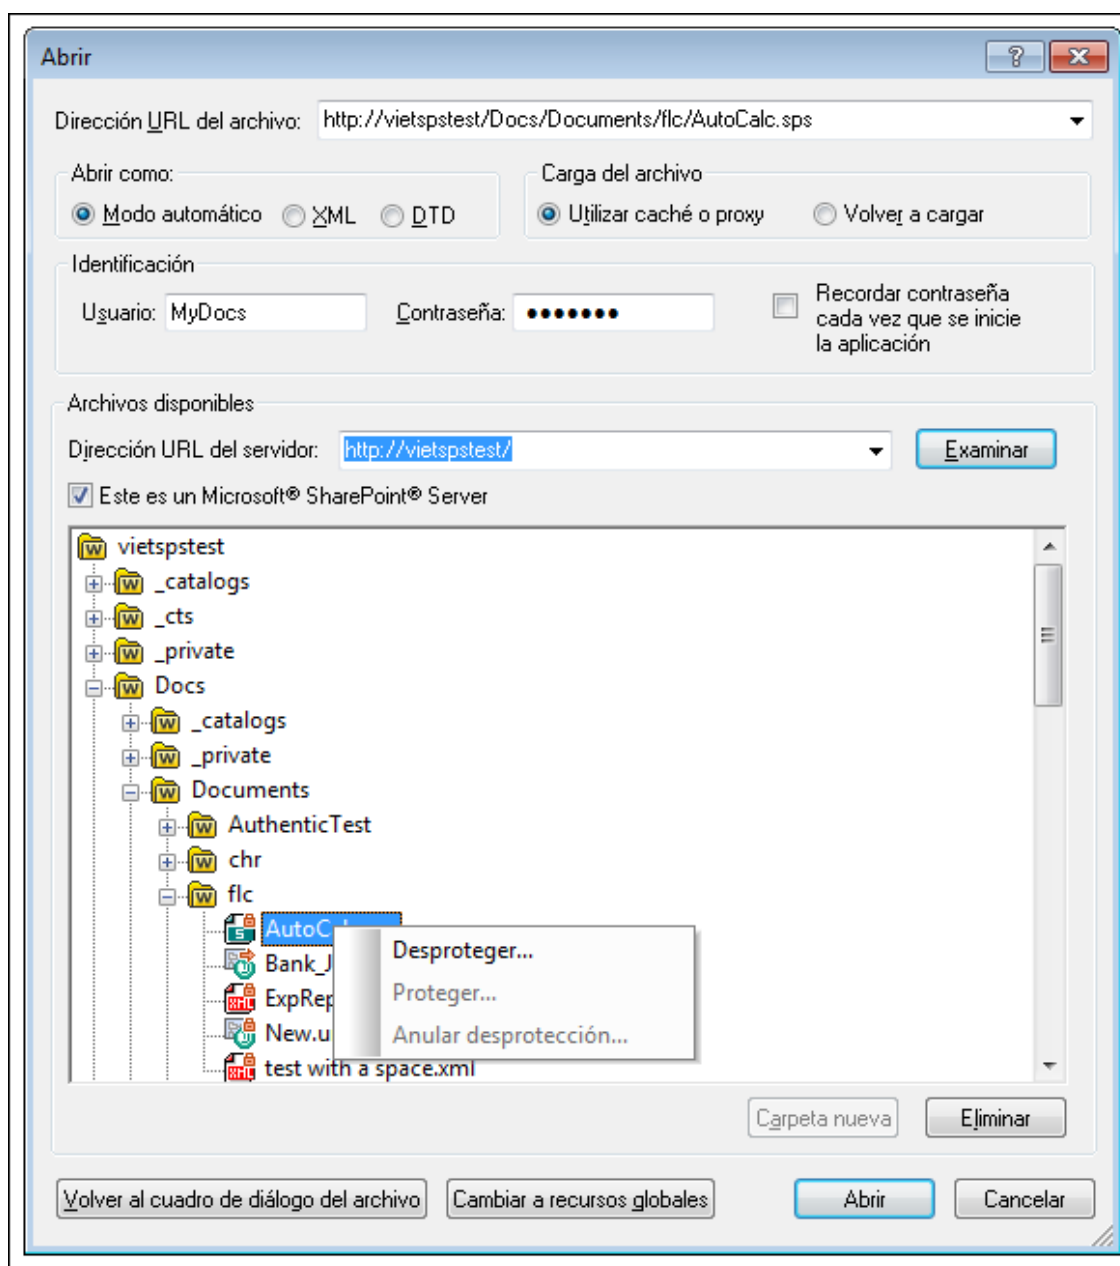 Abrir
Dirección URL del archivo: http://vietspstest/Docs/Documents/flc/AutoCalc.sps
Abrir como: Carga del archivo
Modo automático XML DTD Utilizar caché o proxy Volver a cargar
Identificación
Usuario: MyDocs Contraseña: ●●●●●●● Recordar contraseña
cada vez que se inicie
la aplicación
Archivos disponibles
Dirección URL del servidor: http://vietspstest/ Examinar
Este es un Microsoft® SharePoint® Server
vietspstest
_catalogs
_cts
_private
Docs
_catalogs
_private
Documents
AuthenticTest
chr
flc
AutoC
Desproteger...
Bank_J
Proteger...
ExpRep
New.u
Anular desprotección...
test with a space.xml
Carpeta nueva Eliminar
Volver al cuadro de diálogo del archivo Cambiar a recursos globales Abrir Cancelar